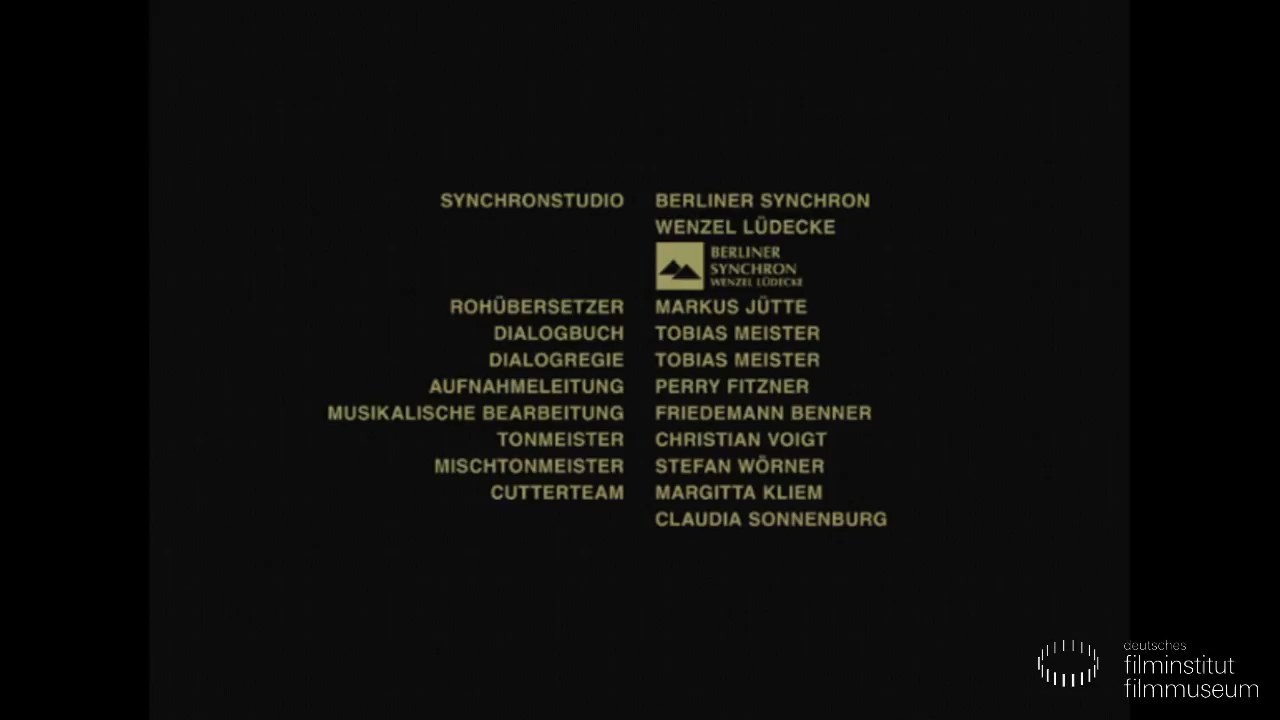 SYNCHRONSTUDIO BERLINER SYNCHRON
WENZEL LÜDECKE
BERLINER
SYNCHRON
WENZEL LÜDECKE
ROHÜBERSETZER MARKUS JÜTTE
DIALOGBUCH TOBIAS MEISTER
DIALOGREGIE TOBIAS MEISTER
AUFNAHMELEITUNG PERRY FITZNER
MUSIKALISCHE BEARBEITUNG FRIEDEMANN BENNER
TONMEISTER CHRISTIAN VOIGT
MISCHTONMEISTER STEFAN WÖRNER
CUTTERTEAM MARGITTA KLIEM
CLAUDIA SONNENBURG
deutsches
filminstitut
filmmuseum